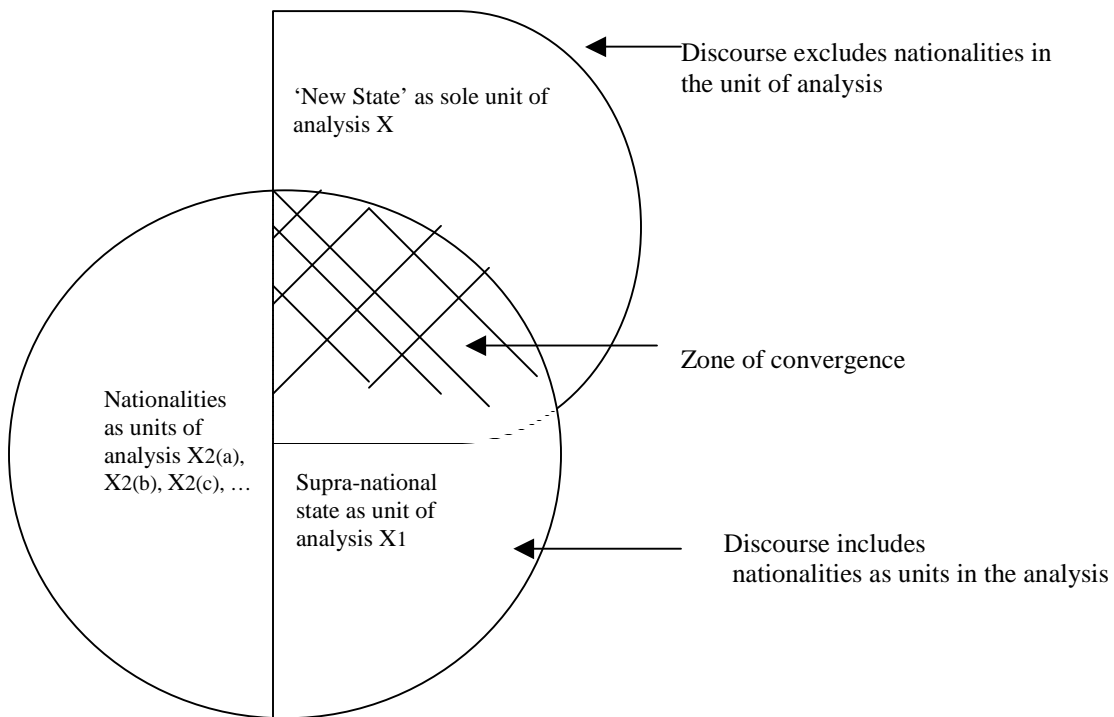 Discourse excludes nationalities in
the unit of analysis
‘New State’ as sole unit of
analysis X
Zone of convergence
Nationalities
as units of
analysis X2(a),
X2(b), X2(c), …
Supra-national
state as unit of
analysis X1
Discourse includes
nationalities as units in the analysis